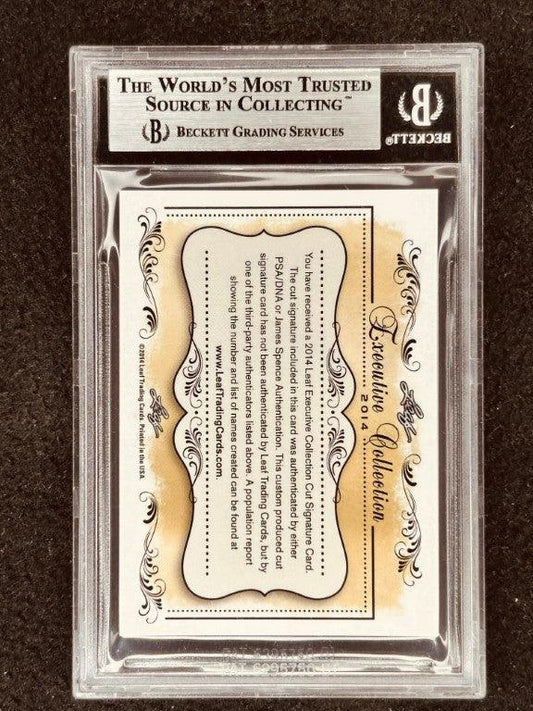 THE WORLD'S MOST TRUSTED
SOURCE IN COLLECTING™
B BECKETT GRADING SERVICES
B
BECKETT®
Leaf
Executive Collection
2014
You have received a 2014 Leaf Executive Collection Cut Signature Card.
The cut signature included in this card was authenticated by either
PSA/DNA or James Spence Authentication. This custom produced cut
signature card has not been authenticated by Leaf Trading Cards, but by
one of the third-party authenticators listed above. A population report
showing the number and list of names created can be found at
www.LeafTradingCards.com
Leaf
©2014 Leaf Trading Cards. Printed in the USA.